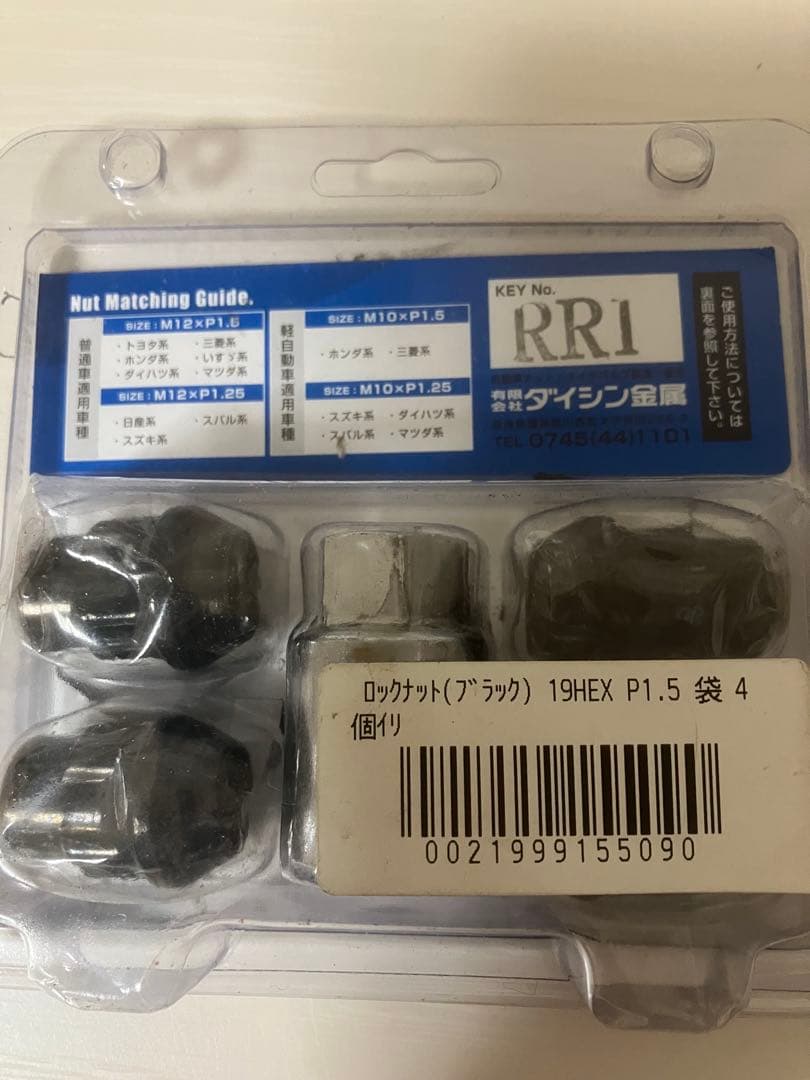 Nut Matching Guide.
普通車適用車種
SIZE : M12×P1.5
・トヨタ系 ・三菱系
・ホンダ系 ・いすゞ系
・ダイハツ系 ・マツダ系
SIZE : M12×P1.25
・日産系 ・スバル系
・スズキ系
軽自動車適用車種
SIZE : M10×P1.5
・ホンダ系 ・三菱系
SIZE : M10×P1.25
・スズキ系 ・ダイハツ系
・スバル系 ・マツダ系
KEY No.
RR1
有限会社 ダイシン金属
TEL 0745(44)1101
ご使用方法については
裏面を参照して下さい。
ﾛｯｸﾅｯﾄ(ﾌﾞﾗｯｸ) 19HEX P1.5 袋 4
個ｲﾘ
0021999155090